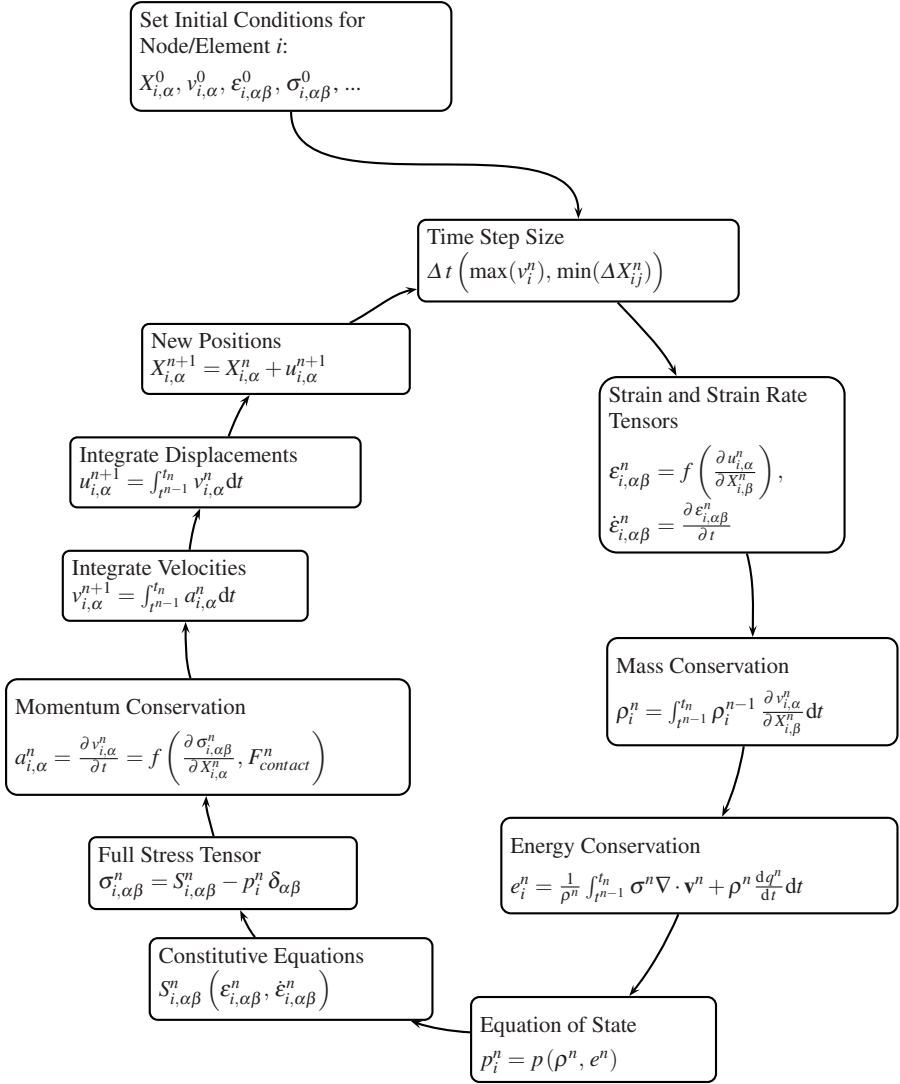 Set Initial Conditions for
Node/Element i:
X^0_{i,α}, v^0_{i,α}, ε^0_{i,αβ}, σ^0_{i,αβ}, ...
Time Step Size
Δ t ( max(v^n_i), min(ΔX^n_{ij}) )
Strain and Strain Rate
Tensors
ε^n_{i,αβ} = f ( ∂ u^n_{i,α} / ∂ X^n_{i,β} ) ,
ε̇^n_{i,αβ} = ∂ ε^n_{i,αβ} / ∂ t
Mass Conservation
ρ^n_i = ∫_{t^{n−1}}^{t_n} ρ^{n−1}_i ∂ v^n_{i,α} / ∂ X^n_{i,β} dt
Energy Conservation
e^n_i = 1/ρ^n ∫_{t^{n−1}}^{t_n} σ^n ∇ · v^n + ρ^n dq^n/dt dt
Equation of State
p^n_i = p (ρ^n, e^n)
Constitutive Equations
S^n_{i,αβ} ( ε^n_{i,αβ}, ε̇^n_{i,αβ} )
Full Stress Tensor
σ^n_{i,αβ} = S^n_{i,αβ} − p^n_i δ_{αβ}
Momentum Conservation
a^n_{i,α} = ∂ v^n_{i,α} / ∂ t = f ( ∂ σ^n_{i,αβ} / ∂ X^n_{i,α}, F^n_{contact} )
Integrate Velocities
v^{n+1}_{i,α} = ∫_{t^{n−1}}^{t_n} a^n_{i,α} dt
Integrate Displacements
u^{n+1}_{i,α} = ∫_{t^{n−1}}^{t_n} v^n_{i,α} dt
New Positions
X^{n+1}_{i,α} = X^n_{i,α} + u^{n+1}_{i,α}